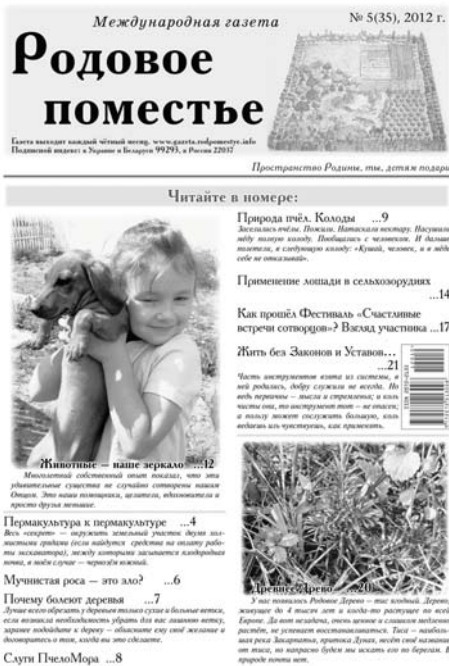 Международная газета
№ 5(35), 2012 г.
Родовое
поместье
Газета выходит каждый чётный месяц. www.gazeta.rodpomestye.info
Подписной индекс: в Украине и Беларуси 99293, в России 22037
Пространство Родины, ты, детям подари
Читайте в номере:
Животные – наше зеркало ...12
Многолетний собственный опыт показал, что эти
удивительные существа не случайно сотворены нашим
Отцом. Это наши помощники, целители, вдохновители и
просто друзья меньшие.
Пермакультура к пермакультуре ...4
Весь «секрет» — окружить земельный участок двумя хол-
мистыми грядами (если найдутся средства на оплату рабо-
ты экскаватора), между которыми засыпается плодородная
почва, в моём случае — чернозём южный.
Мучнистая роса — это зло? ...6
Почему болеют деревья ...7
Лучше всего обрезать у деревьев только сухие и больные ветки,
если возникла необходимость убрать для вас лишнюю ветку,
заранее подойдите к дереву — объясните ему своё желание и
договоритесь о том, когда вы это сделаете.
Слуги ПчелоМора ...8
Природа пчёл. Колоды ...9
Заселились пчёлы. Пожили. Натаскали нектару. Насушили
мёду полную колоду. Пообщались с человеком. И дальше
полетели, в следующую колоду: «Кушай, человек, и в мёде
себе не отказывай».
Применение лошади в сельхозорудиях
...14
Как прошёл Фестиваль «Счастливые
встречи сотворцов»? Взгляд участника ...17
Жить без Законов и Уставов...
...21
Часть инструментов взята из системы, в
ней родились, добру служили не всегда. Но
ведь первичны — мысли и стремленья; и коль
чисты они, то инструмент тот — не опасен;
а пользу может сослужить большую, коль
ведаешь иль чувствуешь, как применять.
Древнее Древо ...20
У нас появилось Родовое Дерево — тис ягодный. Дерево,
живущее до 4 тысяч лет и когда-то растущее по всей
Европе. Да вот незадача, очень ценное и слишком медленно
растёт, не успевает восстанавливаться. Тиса — наиболь-
шая река Закарпатья, притока Дуная, несёт своё название
от тиса, но напрасно будем мы искать его по берегам. В
природе почти нет.